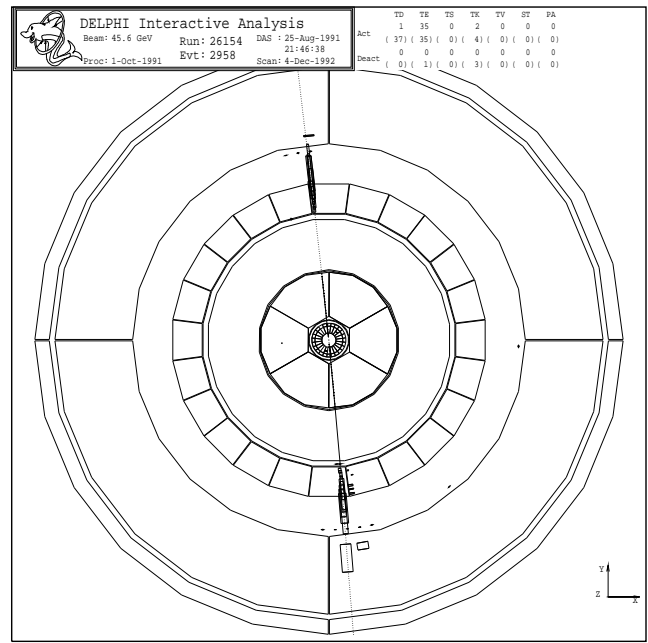 DELPHI Interactive Analysis
Beam: 45.6 GeV Run: 26154 DAS : 25-Aug-1991
21:46:38
Proc: 1-Oct-1991 Evt: 2958 Scan: 4-Dec-1992
TD TE TS TK TV ST PA
Act 1 35 0 2 0 0 0
( 37) ( 35) ( 0) ( 4) ( 0) ( 0) ( 0)
Deact 0 0 0 0 0 0 0
( 0) ( 1) ( 0) ( 3) ( 0) ( 0) ( 0)
Y
Z X